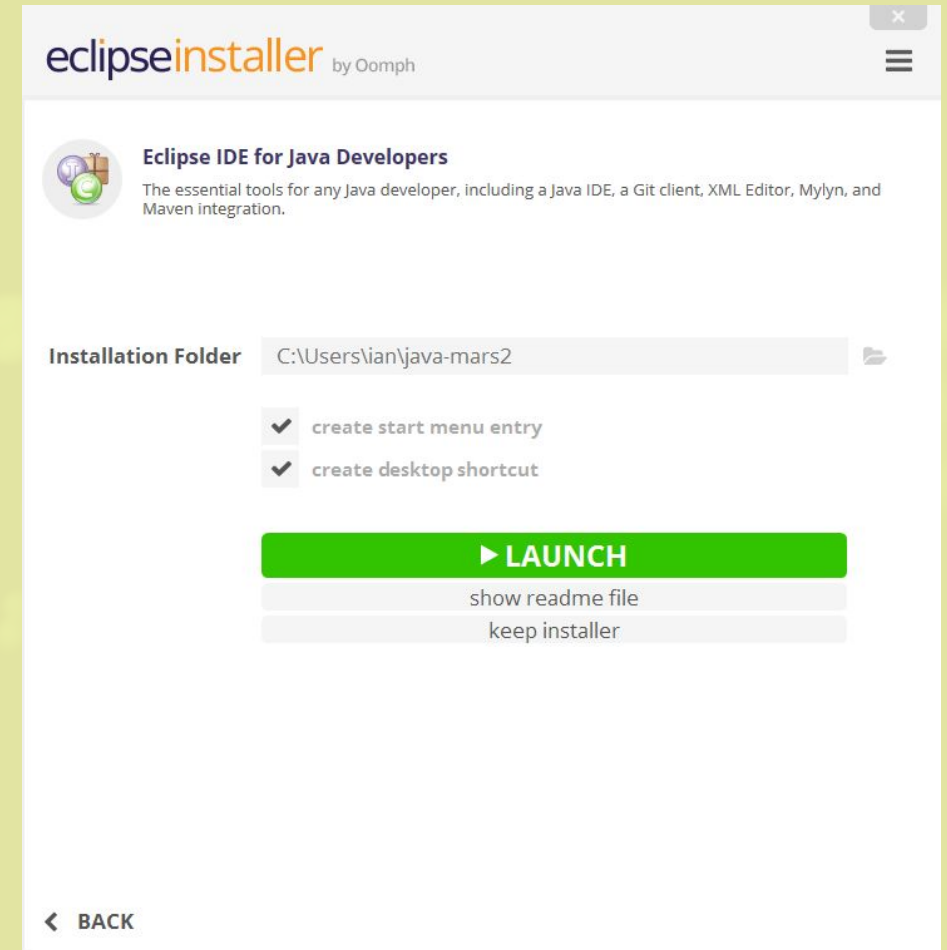 eclipseinstaller by Oomph
Eclipse IDE for Java Developers
The essential tools for any Java developer, including a Java IDE, a Git client, XML Editor, Mylyn, and
Maven integration.
Installation Folder C:\Users\ian\java-mars2
create start menu entry
create desktop shortcut
LAUNCH
show readme file
keep installer
BACK